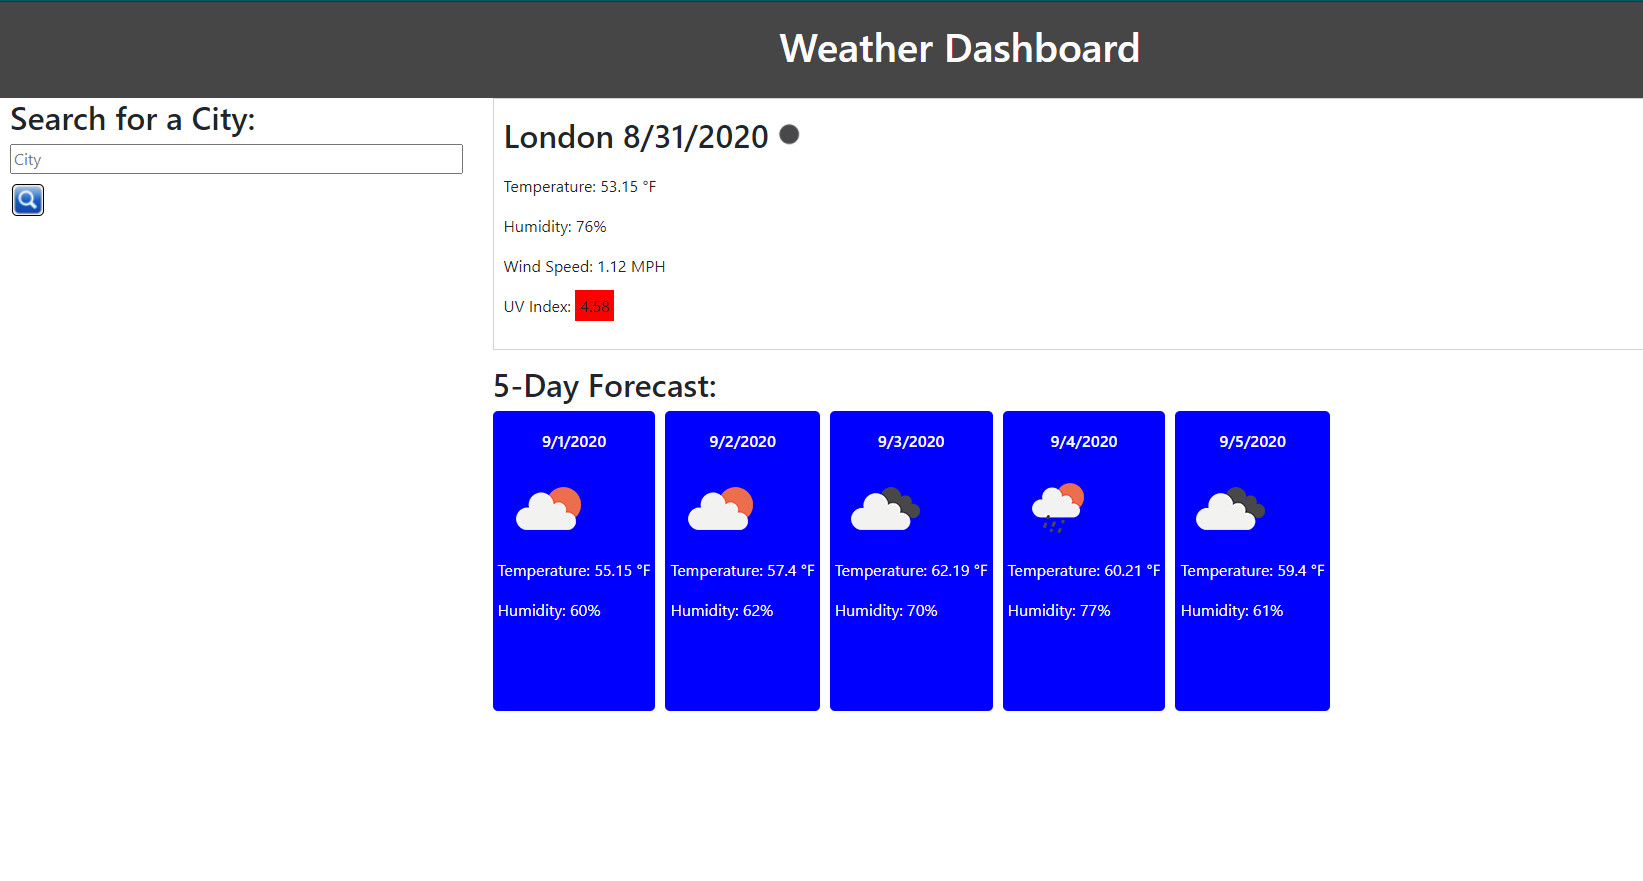 Weather Dashboard
Search for a City:
City
London 8/31/2020
Temperature: 53.15 °F
Humidity: 76%
Wind Speed: 1.12 MPH
UV Index: 4.58
5-Day Forecast:
9/1/2020
Temperature: 55.15 °F
Humidity: 60%
9/2/2020
Temperature: 57.4 °F
Humidity: 62%
9/3/2020
Temperature: 62.19 °F
Humidity: 70%
9/4/2020
Temperature: 60.21 °F
Humidity: 77%
9/5/2020
Temperature: 59.4 °F
Humidity: 61%